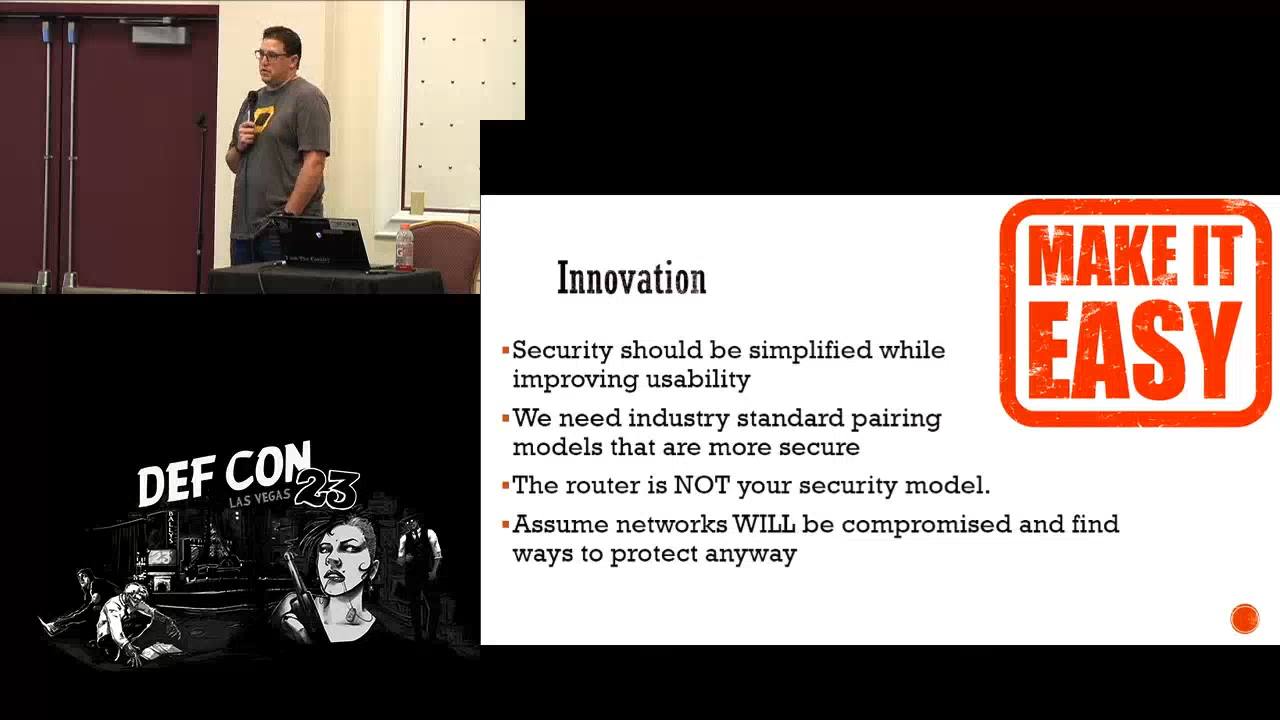 MAKE IT
EASY
Innovation
Security should be simplified while
improving usability
We need industry standard pairing
models that are more secure
The router is NOT your security model.
Assume networks WILL be compromised and find
ways to protect anyway
DEF CON
LAS VEGAS 23
BALLYS
23